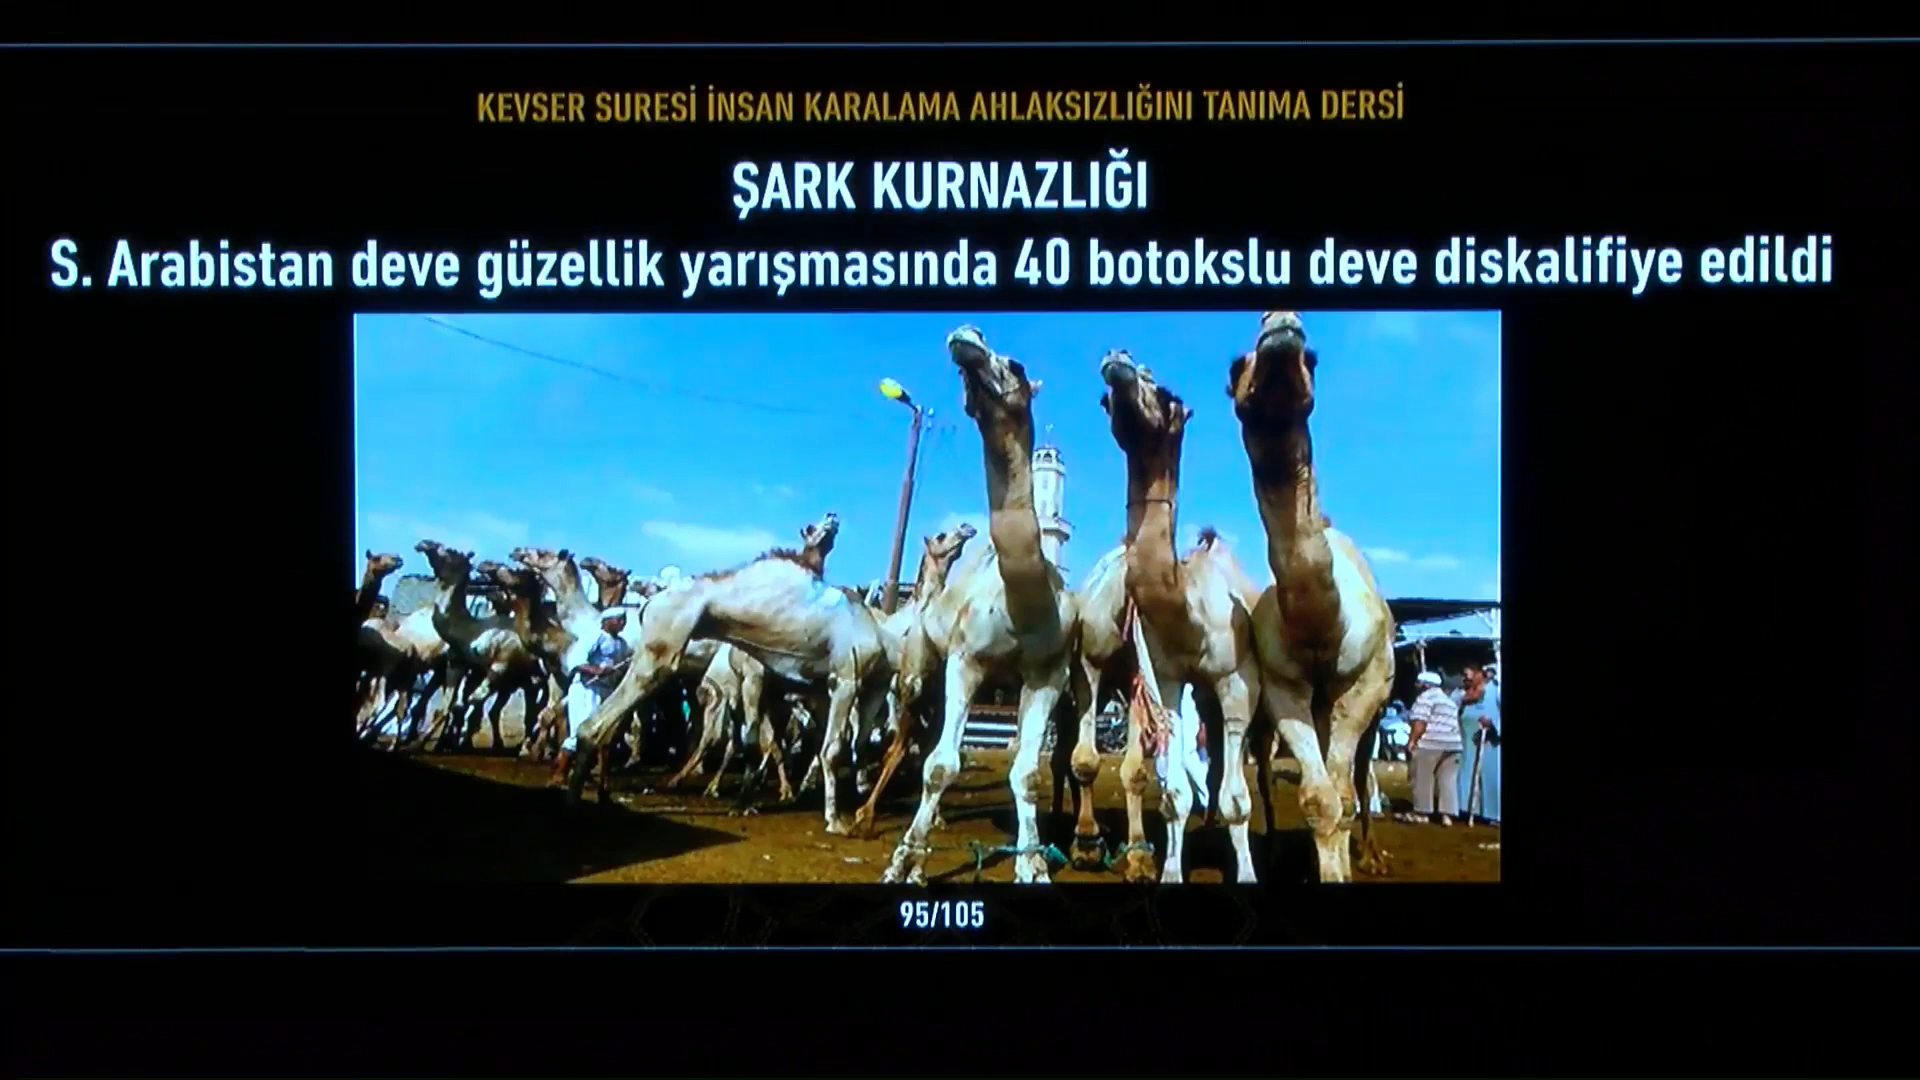 KEVSER SURESİ İNSAN KARALAMA AHLAKSIZLIĞINI TANIMA DERSİ
ŞARK KURNAZLIĞI
S. Arabistan deve güzellik yarışmasında 40 botokslu deve diskalifiye edildi
95/105